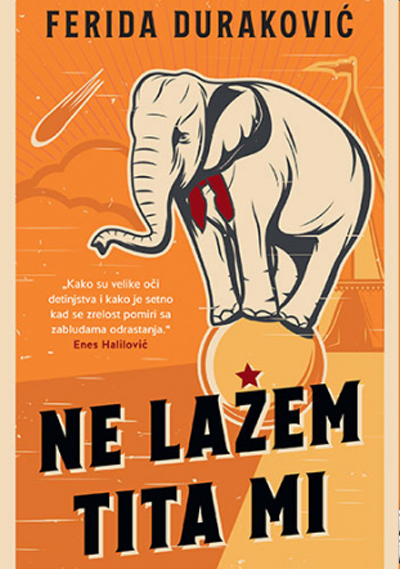 FERIDA DURAKOVIĆ
„Kako su velike oči
detinjstva i kako je setno
kad se zrelost pomiri sa
zabludama odrastanja.“
Enes Halilović
NE LAŽEM
TITA MI